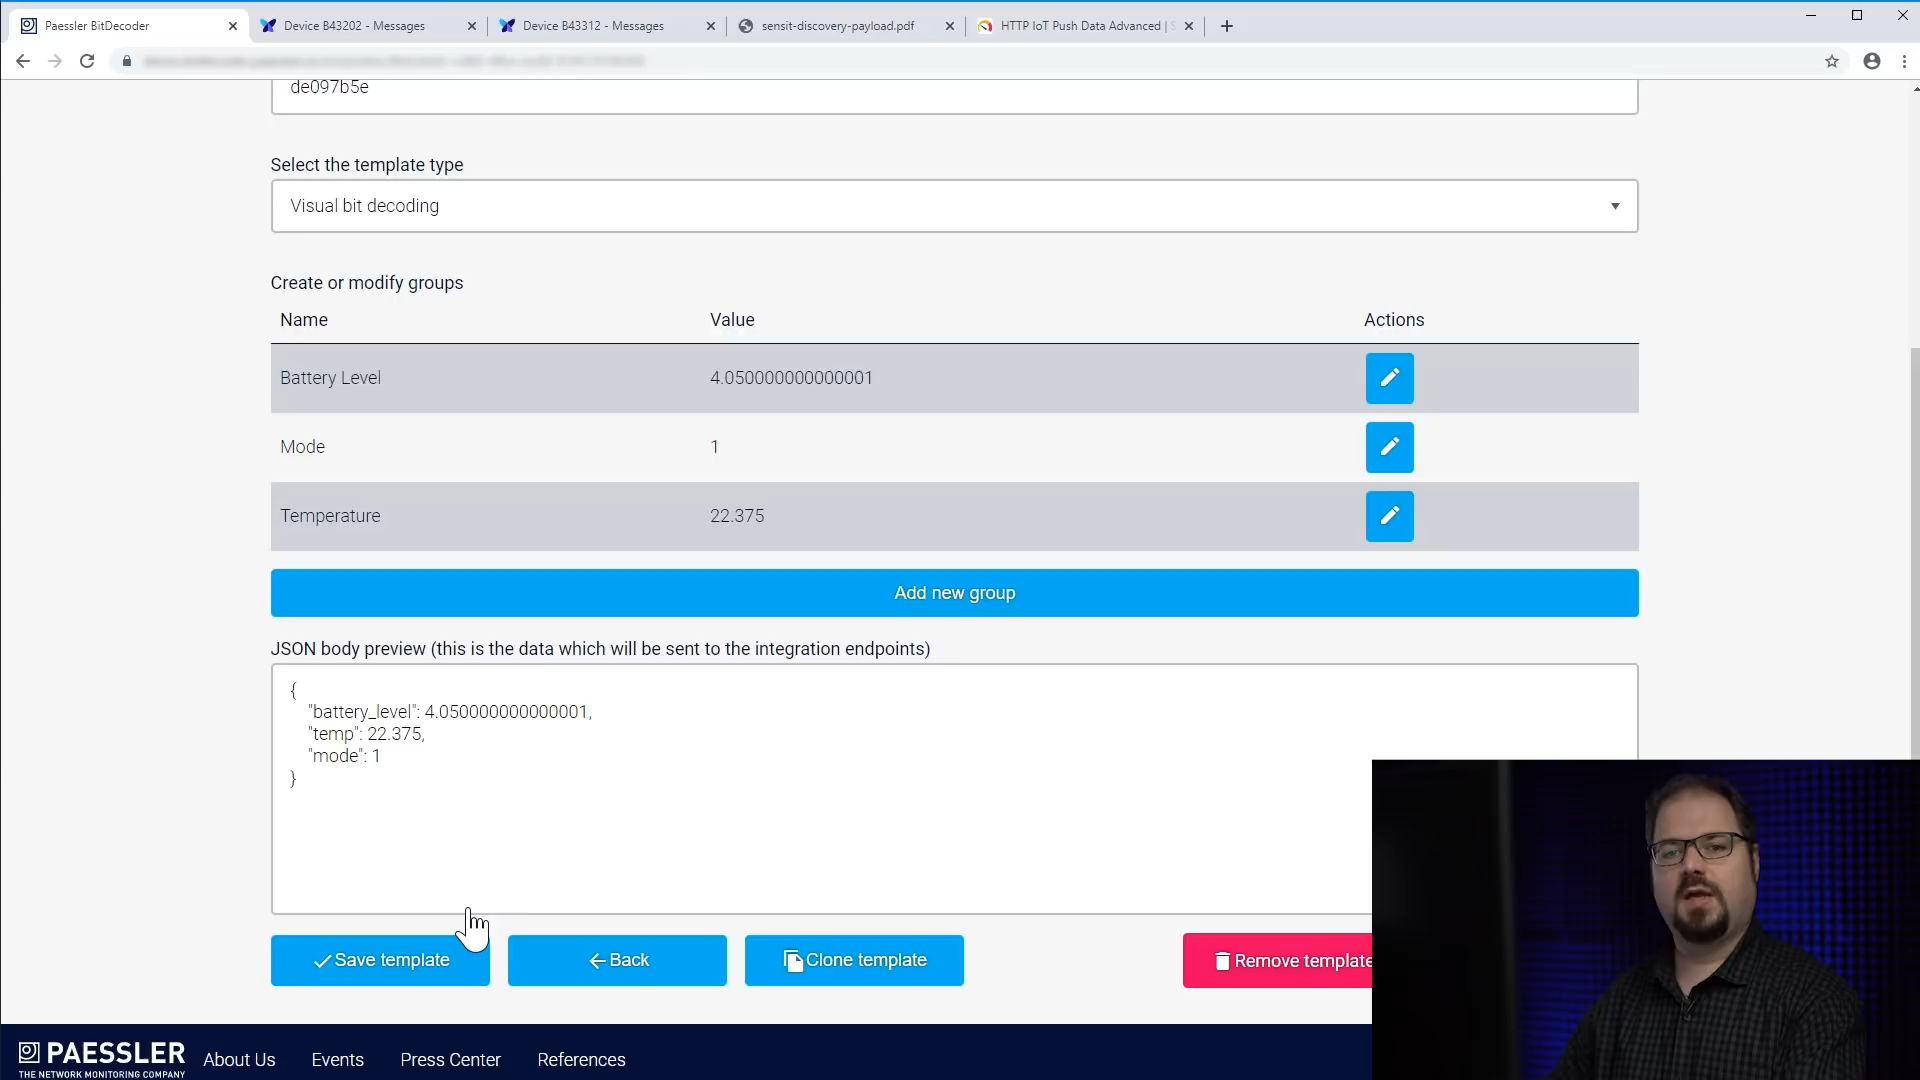 Paessler BitDecoder
Device B43202 - Messages
Device B43312 - Messages
sensit-discovery-payload.pdf
HTTP IoT Push Data Advanced |
de097b5e
Select the template type
Visual bit decoding
Create or modify groups
Name Value Actions
Battery Level 4.050000000000001
Mode 1
Temperature 22.375
Add new group
JSON body preview (this is the data which will be sent to the integration endpoints)
{
"battery_level": 4.050000000000001,
"temp": 22.375,
"mode": 1
}
Save template
Back
Clone template
Remove template
PAESSLER
THE NETWORK MONITORING COMPANY
About Us
Events
Press Center
References